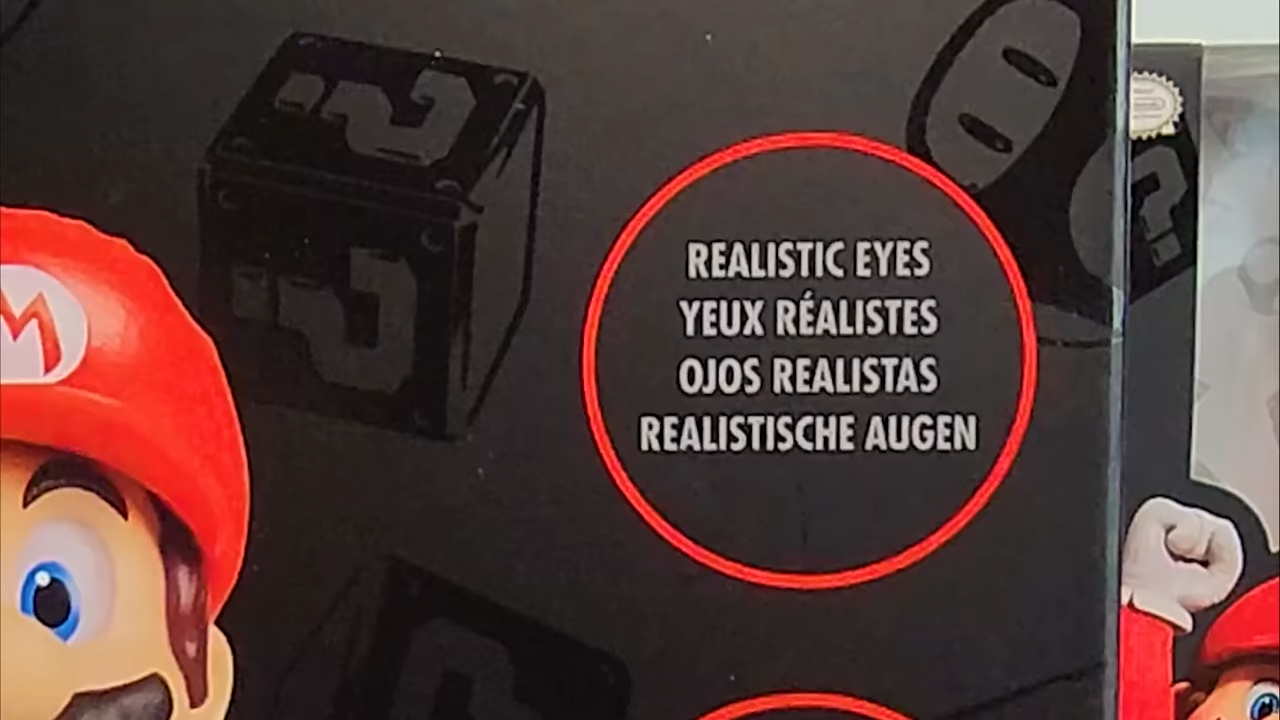 REALISTIC EYES
YEUX RÉALISTES
OJOS REALISTAS
REALISTISCHE AUGEN
M